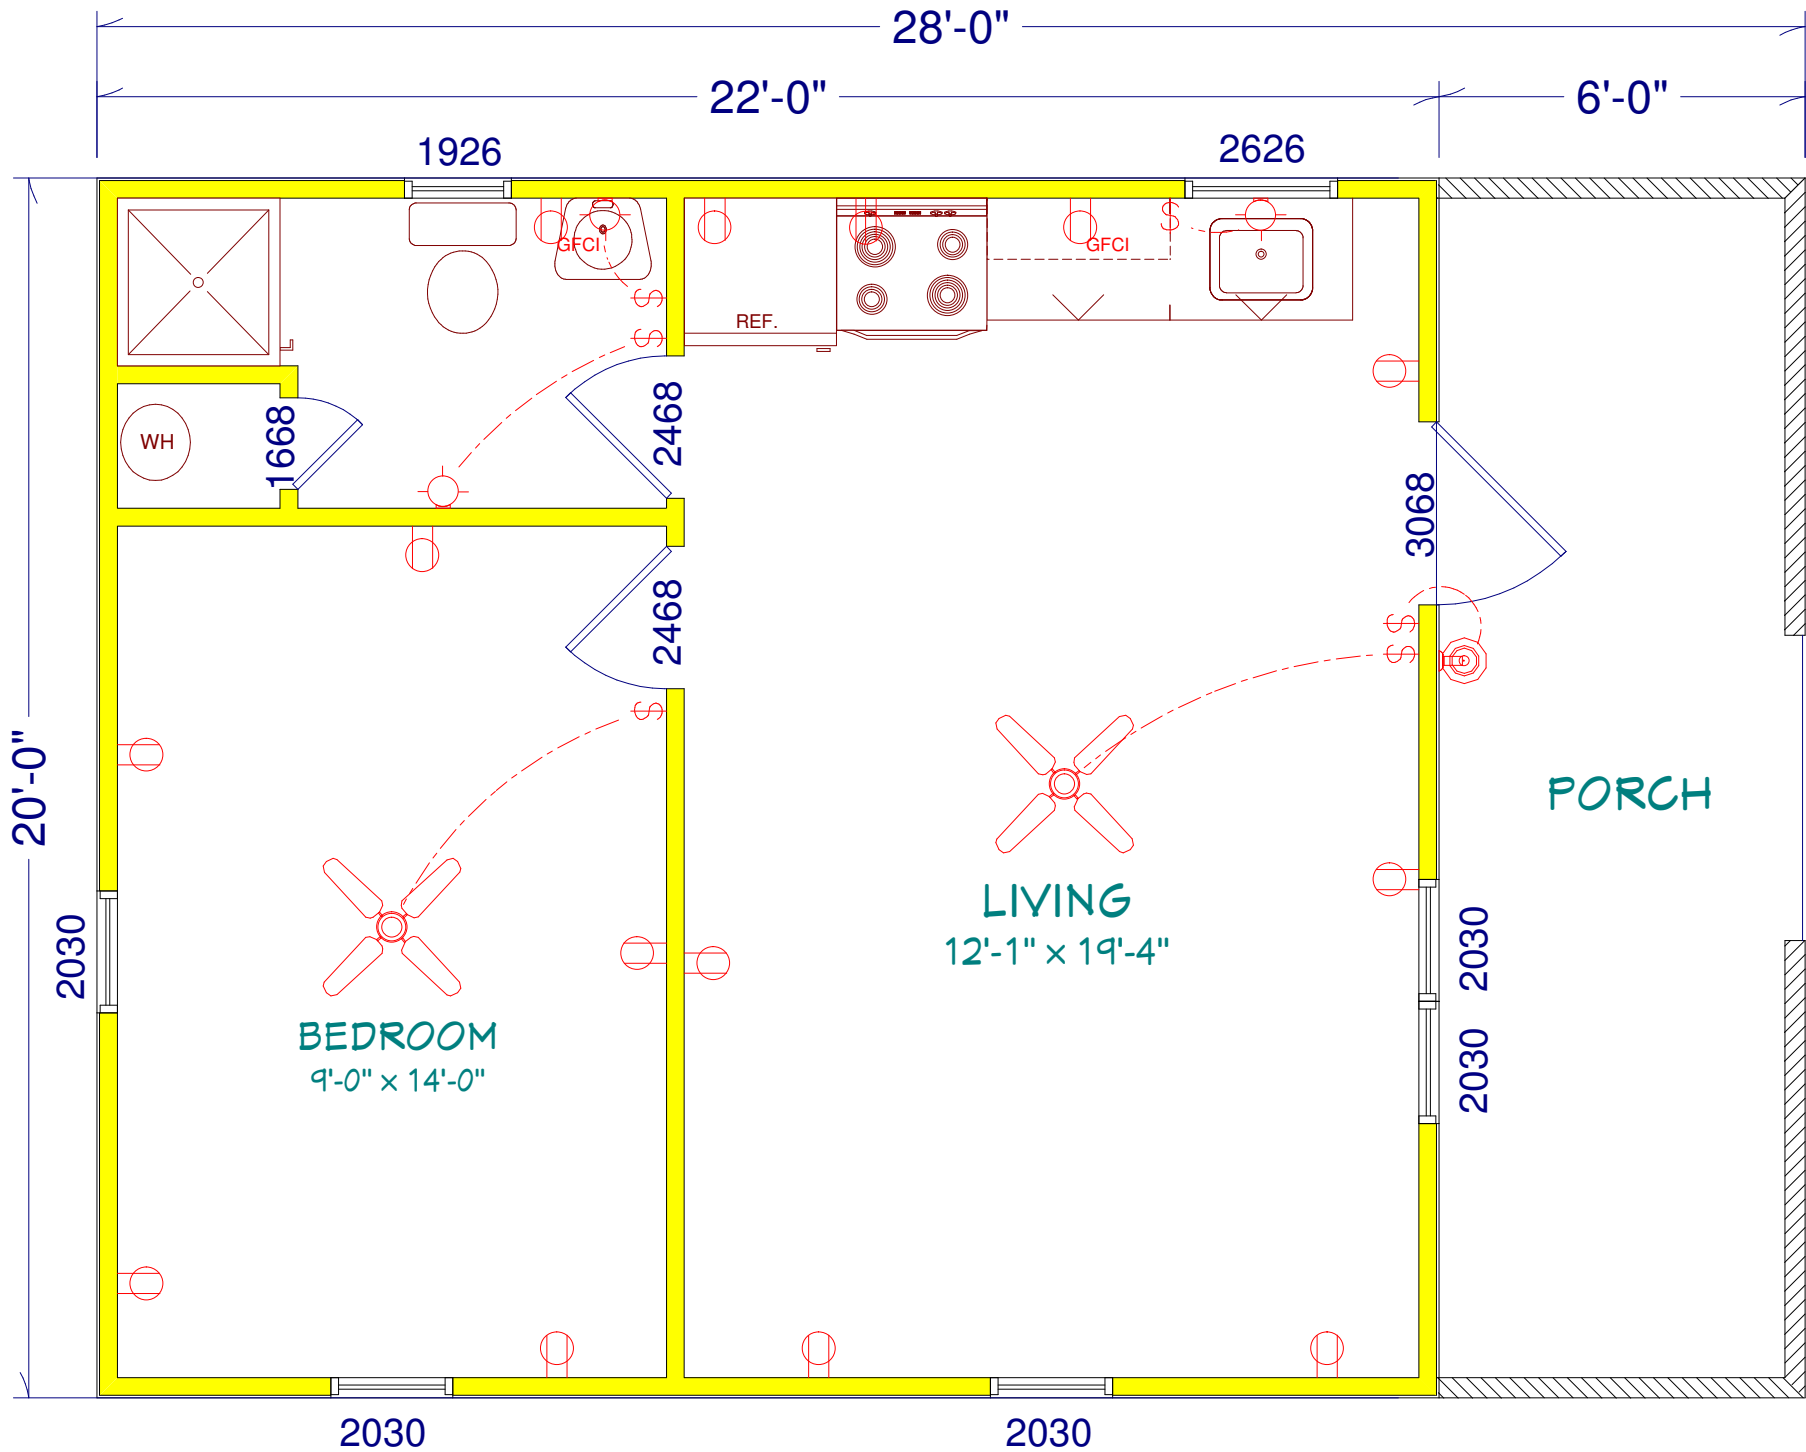 28'-0"
22'-0"
6'-0"
1926
2626
GFCI
GFCI
S
S
S
REF.
WH
1668
2468
3068
2468
S
S
S
20'-0"
PORCH
LIVING
12'-1" x 19'-4"
2030
2030
BEDROOM
9'-0" x 14'-0"
2030
2030
2030